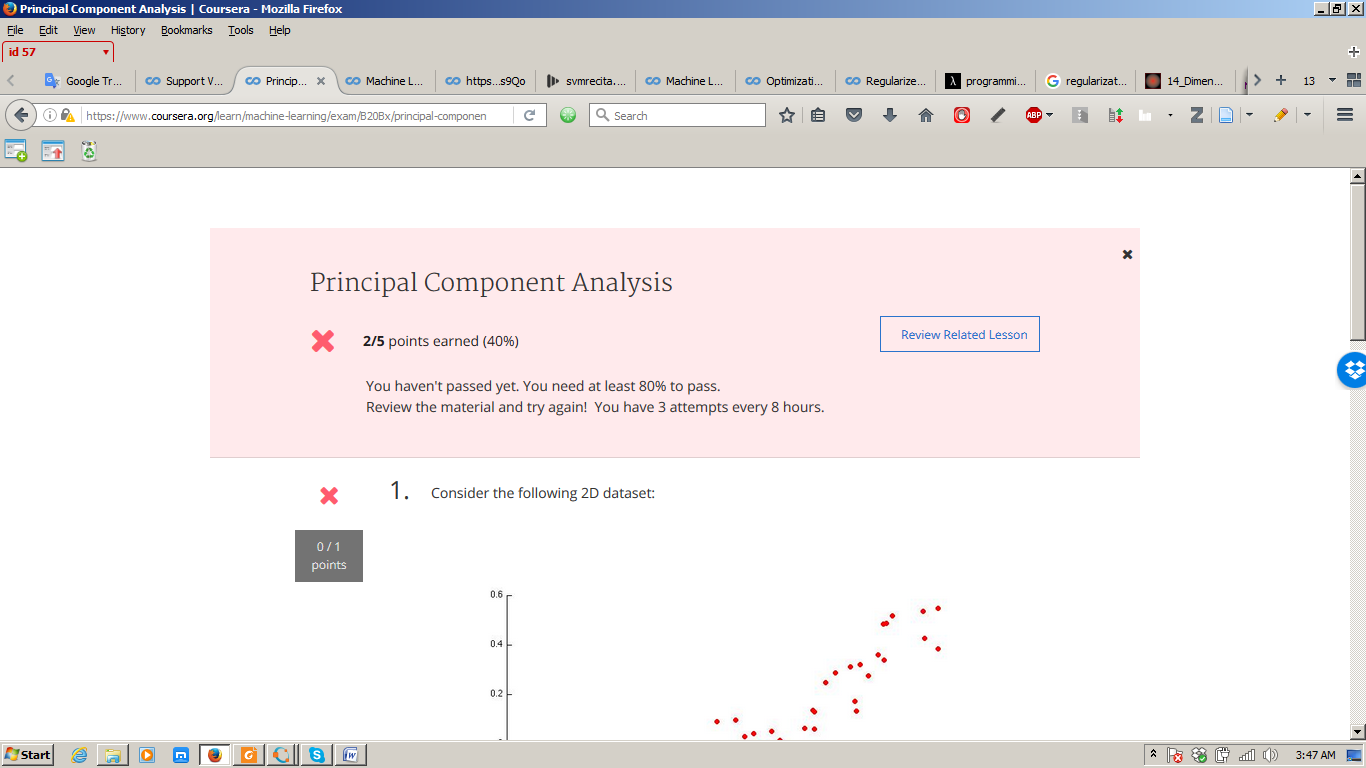 Principal Component Analysis | Coursera - Mozilla Firefox
File Edit View History Bookmarks Tools Help
id 57
Google Tr... Support V... Princip... Machine L... https...s9Qo svmrecita.... Machine L... Optimizati... Regularize... programmi... regularizat... 14_Dimen... 13
https://www.coursera.org/learn/machine-learning/exam/B20Bx/principal-componen
Search
ABP
Principal Component Analysis
2/5 points earned (40%)
Review Related Lesson
You haven't passed yet. You need at least 80% to pass.
Review the material and try again! You have 3 attempts every 8 hours.
1. Consider the following 2D dataset:
0 / 1
points
0.6
0.4
0.2
Start
3:47 AM